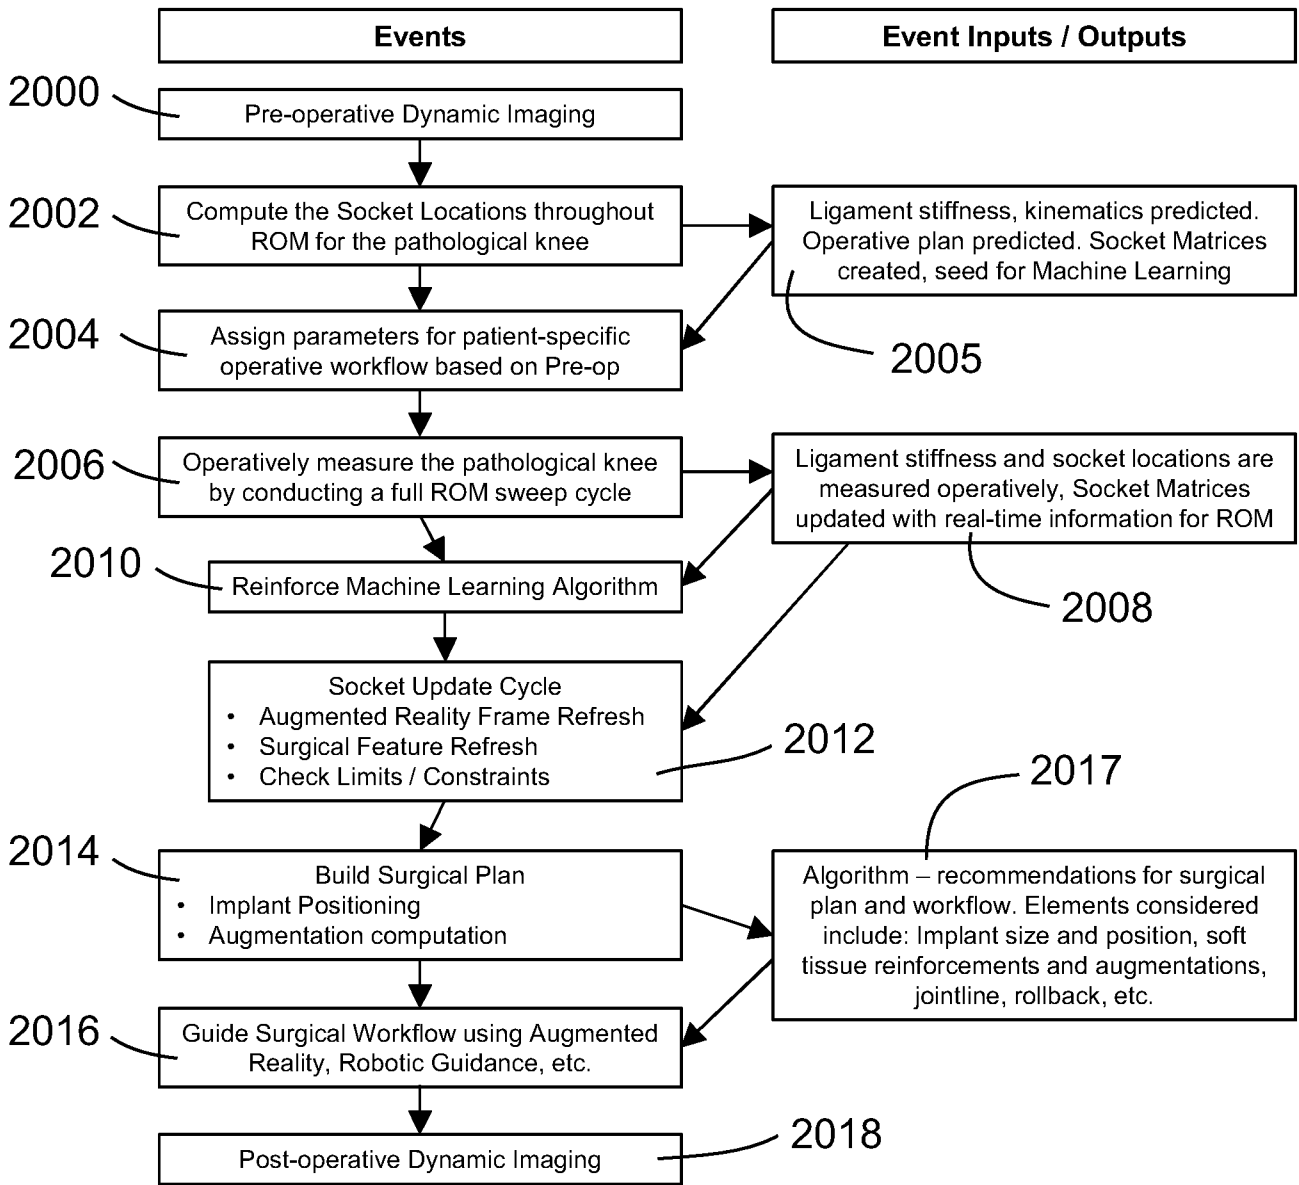 Events
Event Inputs / Outputs
2000
Pre-operative Dynamic Imaging
2002
Compute the Socket Locations throughout
ROM for the pathological knee
Ligament stiffness, kinematics predicted.
Operative plan predicted. Socket Matrices
created, seed for Machine Learning
2005
2004
Assign parameters for patient-specific
operative workflow based on Pre-op
2006
Operatively measure the pathological knee
by conducting a full ROM sweep cycle
Ligament stiffness and socket locations are
measured operatively, Socket Matrices
updated with real-time information for ROM
2008
2010
Reinforce Machine Learning Algorithm
Socket Update Cycle
• Augmented Reality Frame Refresh
• Surgical Feature Refresh
• Check Limits / Constraints
2012
2017
2014
Build Surgical Plan
• Implant Positioning
• Augmentation computation
Algorithm – recommendations for surgical
plan and workflow. Elements considered
include: Implant size and position, soft
tissue reinforcements and augmentations,
jointline, rollback, etc.
2016
Guide Surgical Workflow using Augmented
Reality, Robotic Guidance, etc.
2018
Post-operative Dynamic Imaging